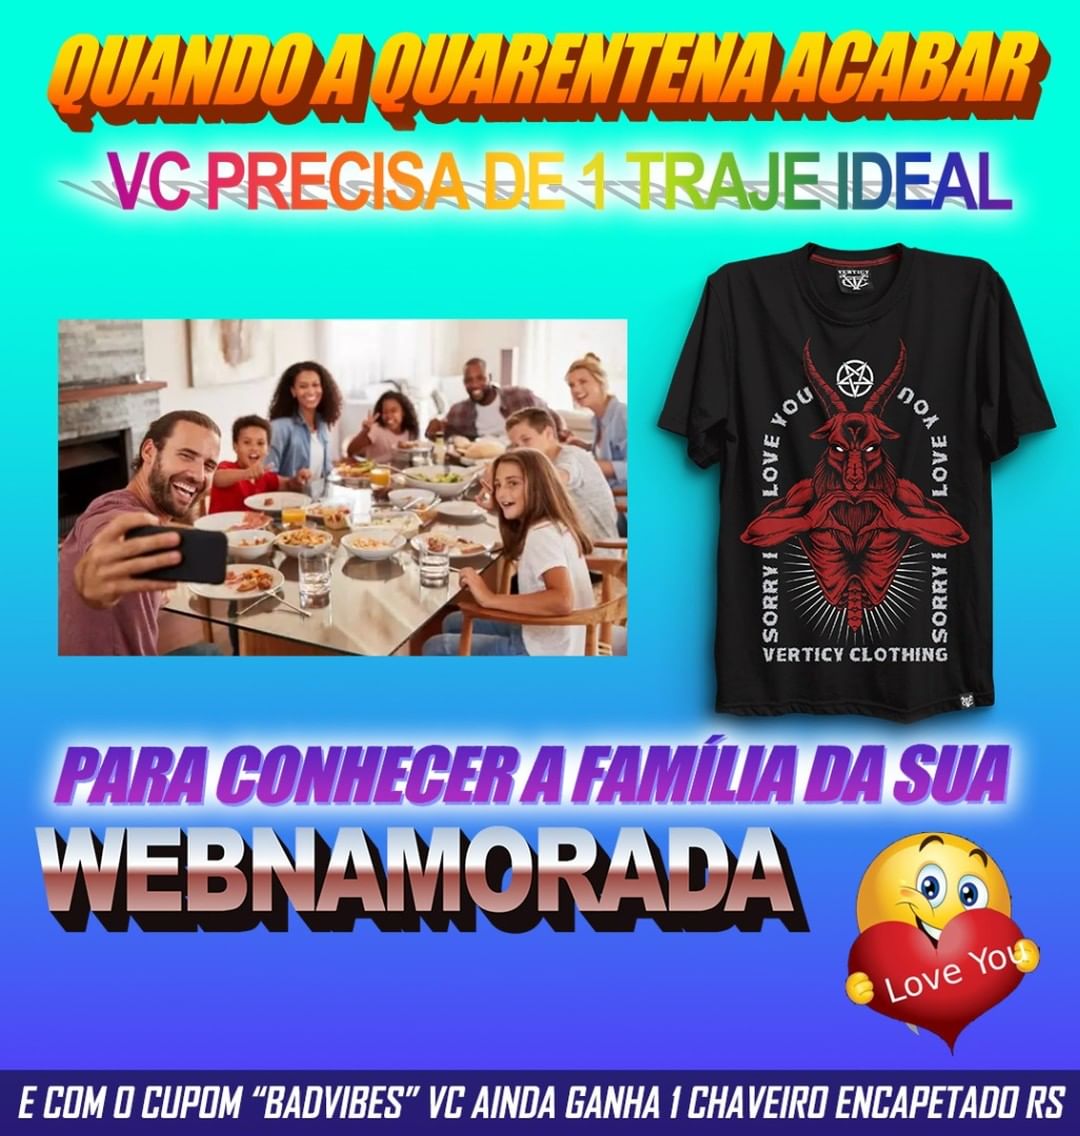 QUANDO A QUARENTENA ACABAR
VC PRECISA DE 1 TRAJE IDEAL
VERTICY
SORRY I LOVE YOU
SORRY I LOVE YOU
VERTICY CLOTHING
PARA CONHECER A FAMÍLIA DA SUA
WEBNAMORADA
Love You
E COM O CUPOM “BADVIBES” VC AINDA GANHA 1 CHAVEIRO ENCAPETADO RS